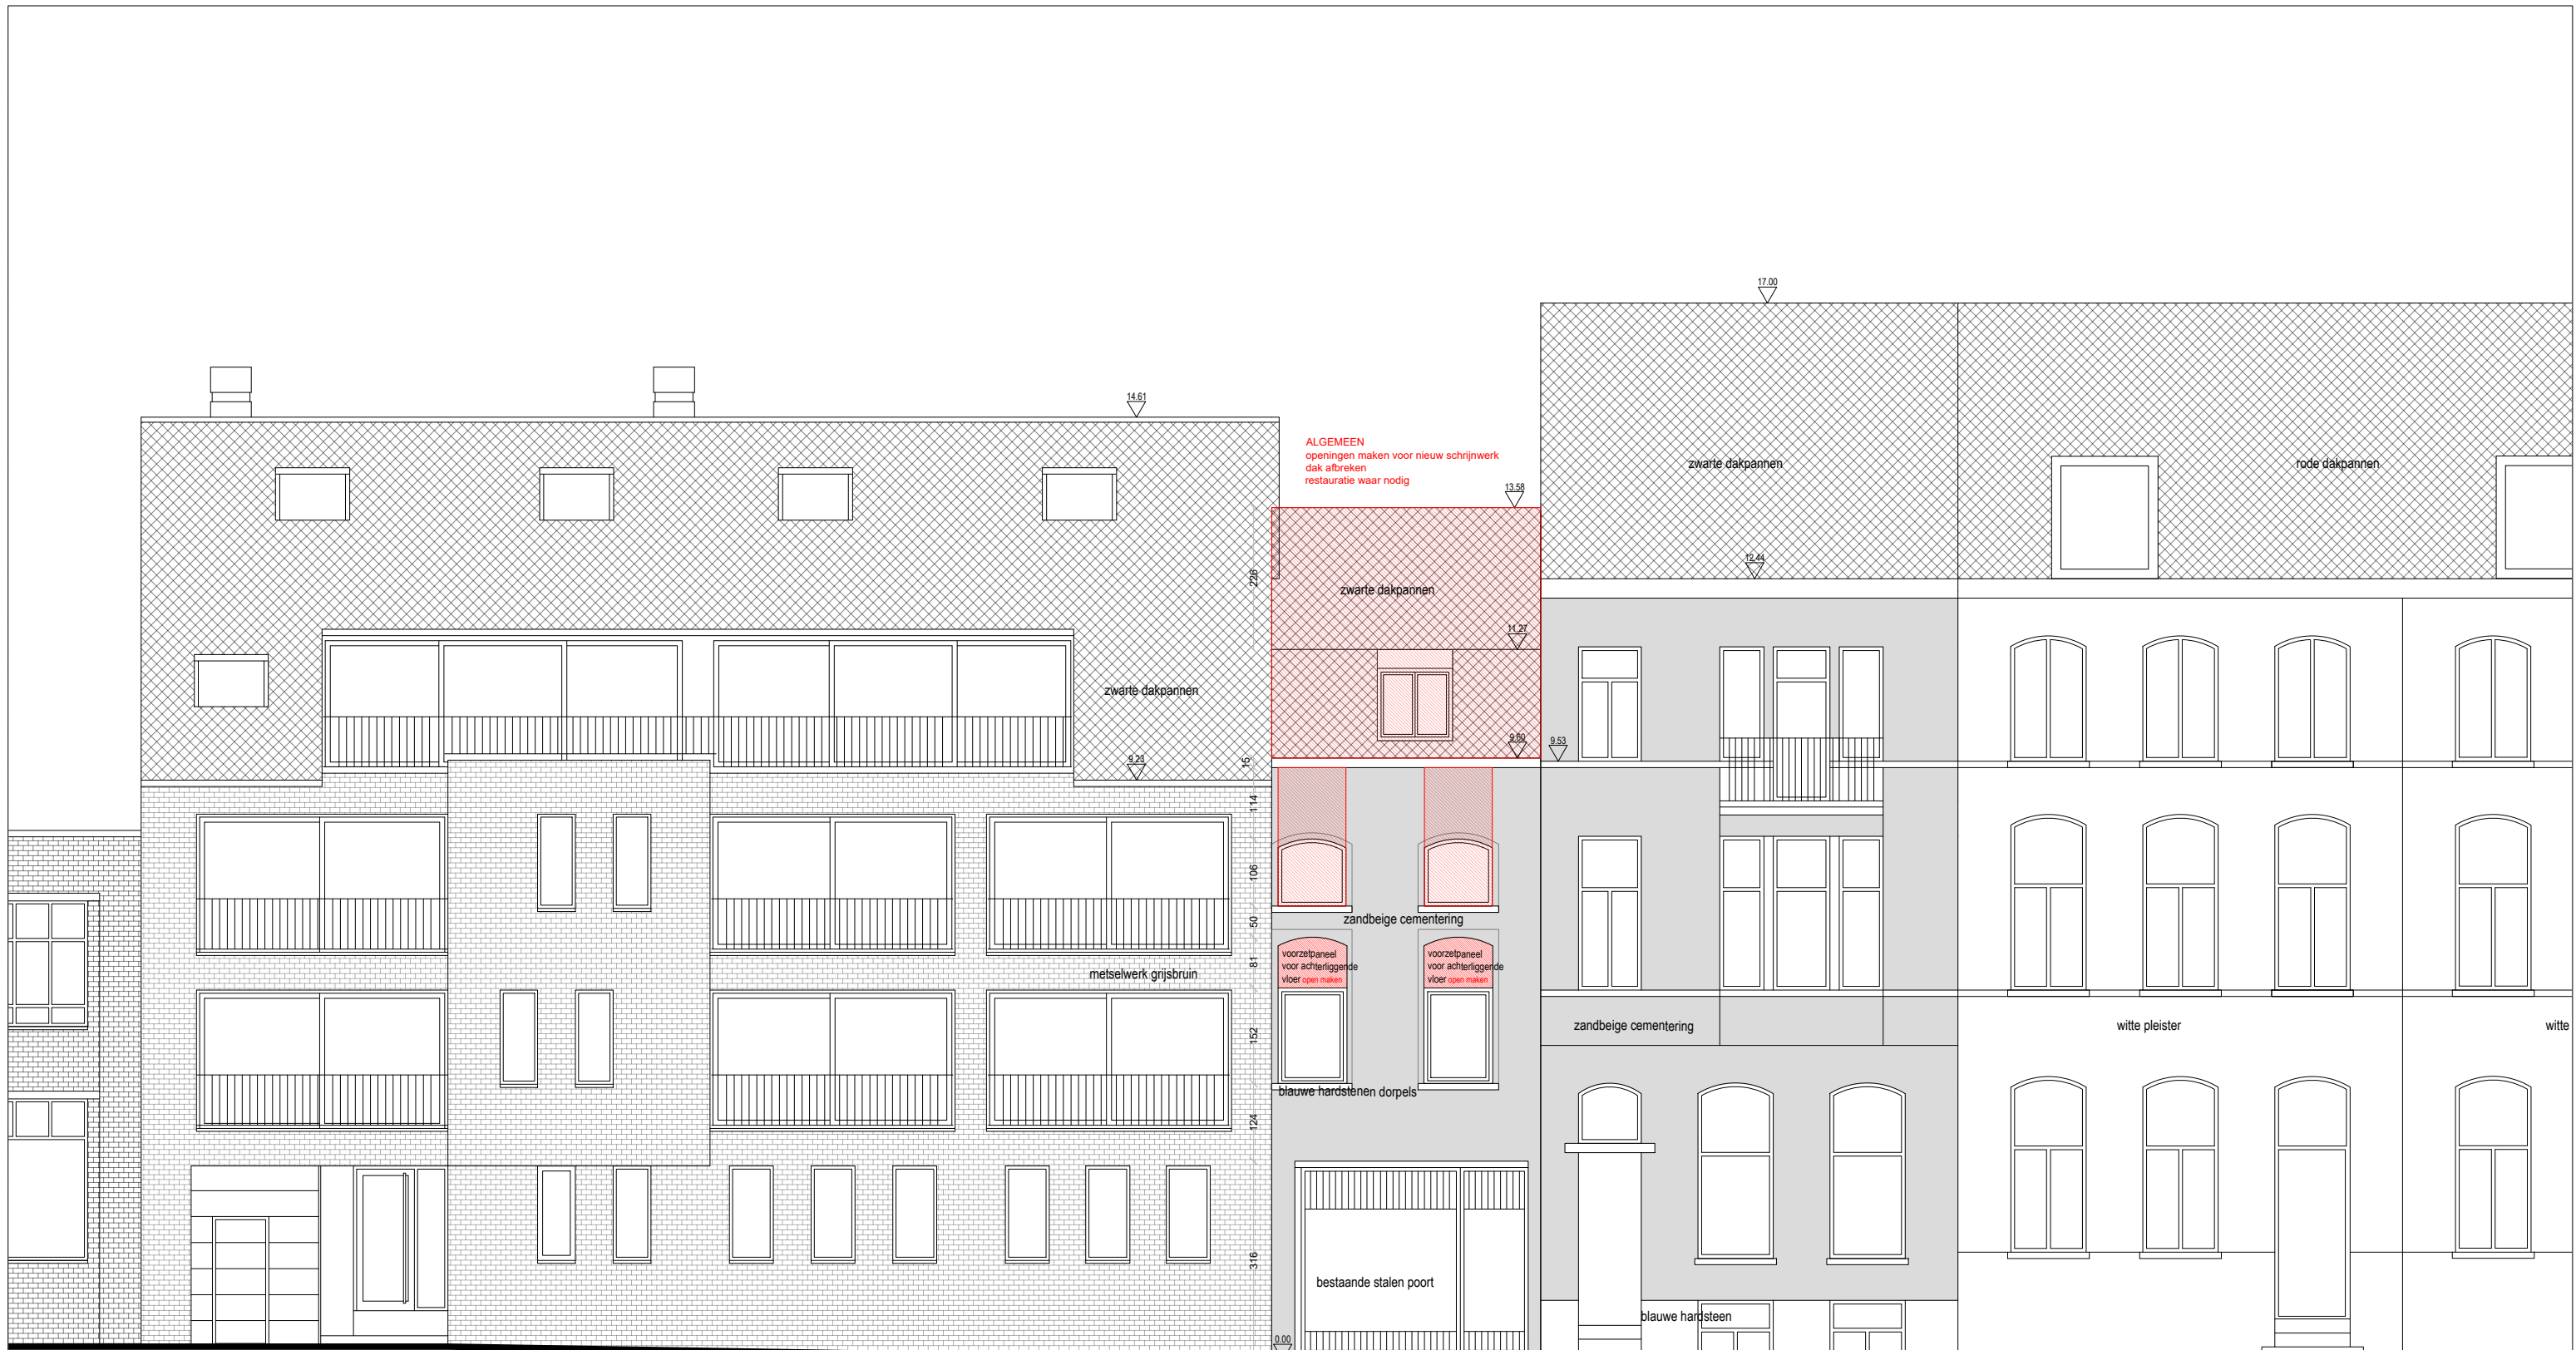 17.00
14.61
ALGEMEEN
openingen maken voor nieuw schrijnwerk
dak afbreken
restauratie waar nodig
zwarte dakpannen
rode dakpannen
13.58
12.44
226
zwarte dakpannen
11.27
zwarte dakpannen
9.60
9.53
9.23
15
114
106
50
zandbeige cementering
81
metselwerk grijsbruin
voorzetpaneel
voor achterliggende
vloer open maken
voorzetpaneel
voor achterliggende
vloer open maken
152
zandbeige cementering
witte pleister
witte
blauwe hardstenen dorpels
124
316
bestaande stalen poort
blauwe hardsteen
0.00